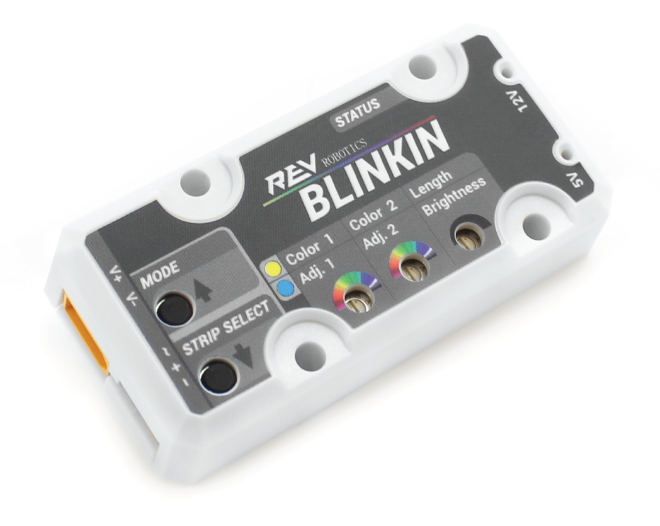 STATUS
12V
5V
REV ROBOTICS
BLINKIN
Color 1
Adj. 1
Color 2
Adj. 2
Length
Brightness
V+
V-
MODE
STRIP SELECT
~
+
-